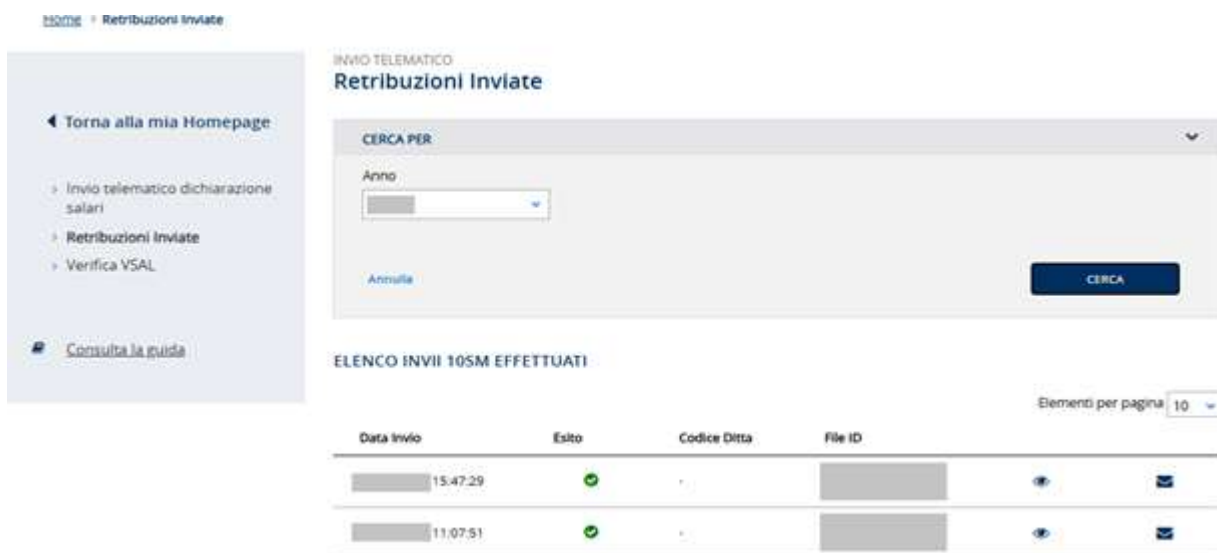 Home › Retribuzioni Inviate
INVIO TELEMATICO
Retribuzioni Inviate
Torna alla mia Homepage
› Invio telematico dichiarazione
salari
› Retribuzioni Inviate
› Verifica VSAL
Consulta la guida
CERCA PER
Anno
Annulla
CERCA
ELENCO INVII 10SM EFFETTUATI
Elementi per pagina 10
Data Invio Esito Codice Ditta File ID
15:47:29 -
11:07:51 -